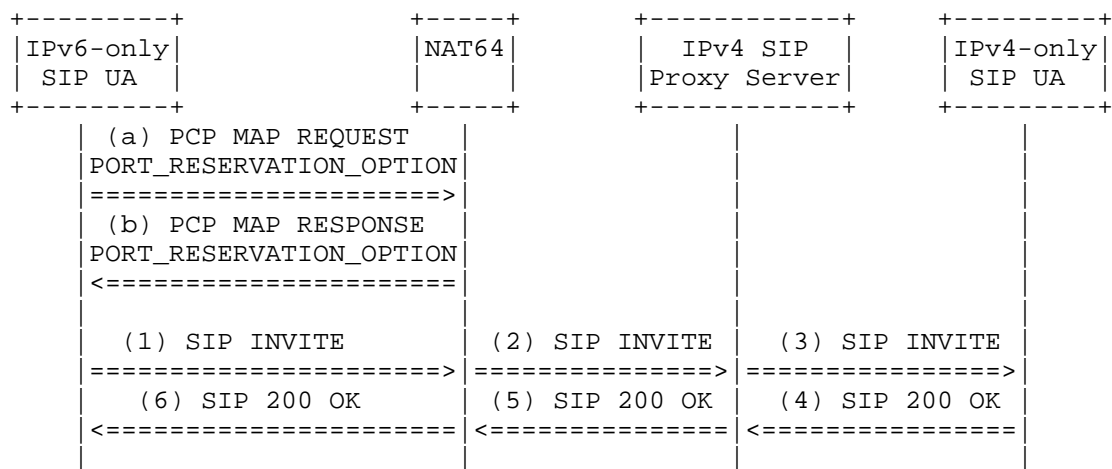 +---------+              +-----+       +------------+     +---------+
|IPv6-only|              |NAT64|       |  IPv4 SIP  |     |IPv4-only|
| SIP UA  |              |     |       |Proxy Server|     | SIP UA  |
+---------+              +-----+       +------------+     +---------+
    | (a) PCP MAP REQUEST   |                |                 |
    |PORT_RESERVATION_OPTION|                |                 |
    |======================>|                |                 |
    | (b) PCP MAP RESPONSE  |                |                 |
    |PORT_RESERVATION_OPTION|                |                 |
    |<======================|                |                 |
    |                       |                |                 |
    |  (1) SIP INVITE       | (2) SIP INVITE | (3) SIP INVITE  |
    |======================>|===============>|================>|
    |   (6) SIP 200 OK      | (5) SIP 200 OK | (4) SIP 200 OK  |
    |<======================|<===============|<================|
    |                       |                |                 |